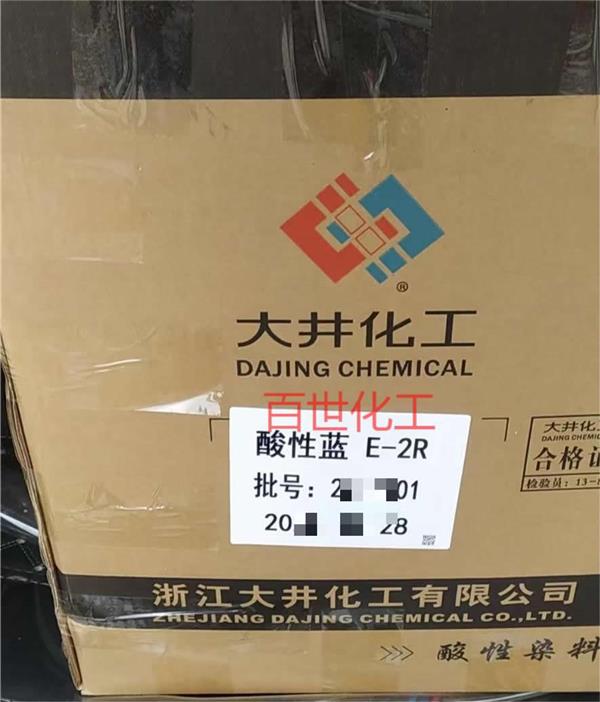 ®
大井化工
DAJING CHEMICAL
百世化工
酸性蓝 E-2R
批号：2 01
20 28
大井化工
DAJING CHEMICAL
合格证
检验员：13-
浙江大井化工有限公司
ZHEJIANG DAJING CHEMICAL CO.,LTD.
>>> 酸性染料